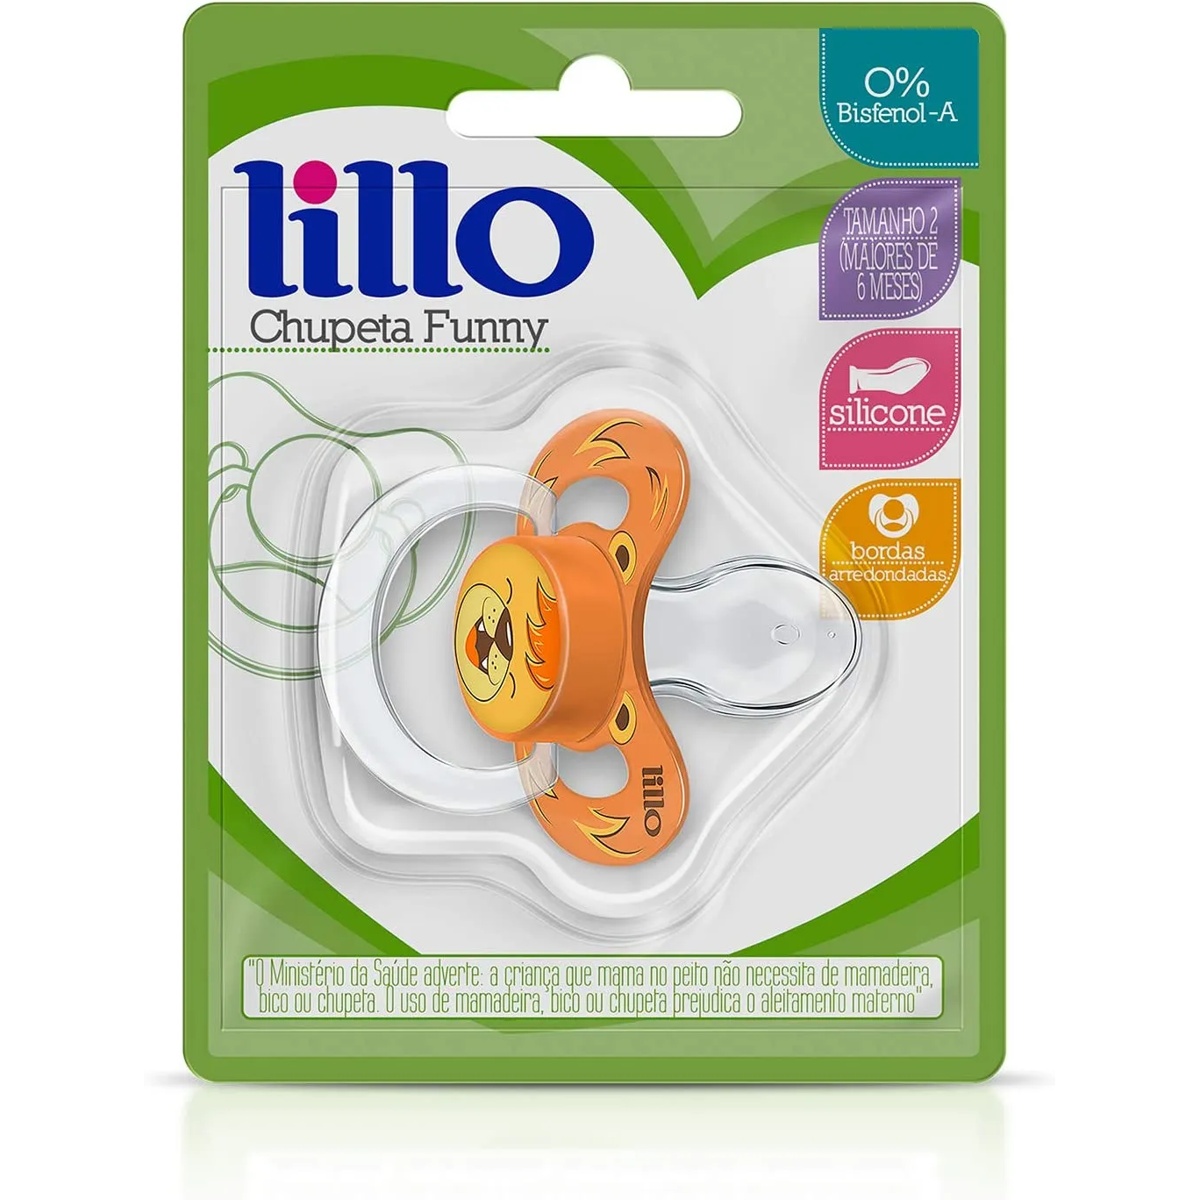 lillo
Chupeta Funny
0%
Bisfenol-A
TAMANHO 2
(MAIORES DE
6 MESES)
silicone
bordas
arredondadas
lillo
"O Ministério da Saúde adverte: a criança que mama no peito não necessita de mamadeira,
bico ou chupeta. O uso de mamadeira, bico ou chupeta prejudica o aleitamento materno"